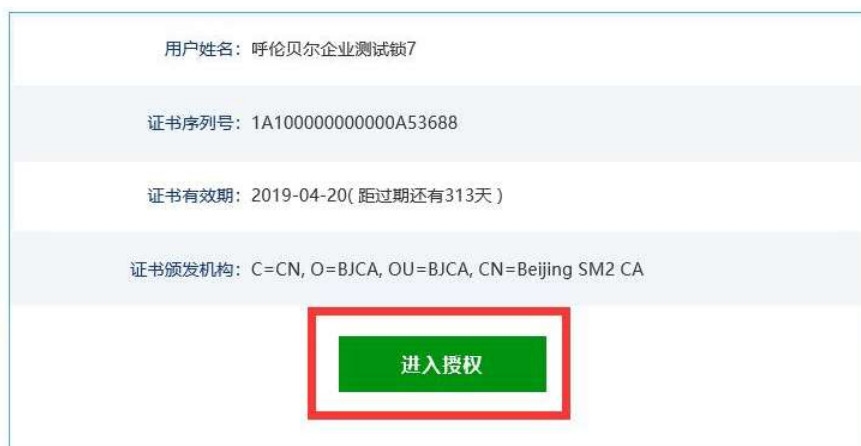 用户姓名：呼伦贝尔企业测试锁7
证书序列号：1A100000000000A53688
证书有效期：2019-04-20( 距过期还有313天 )
证书颁发机构：C=CN, O=BJCA, OU=BJCA, CN=Beijing SM2 CA
进入授权